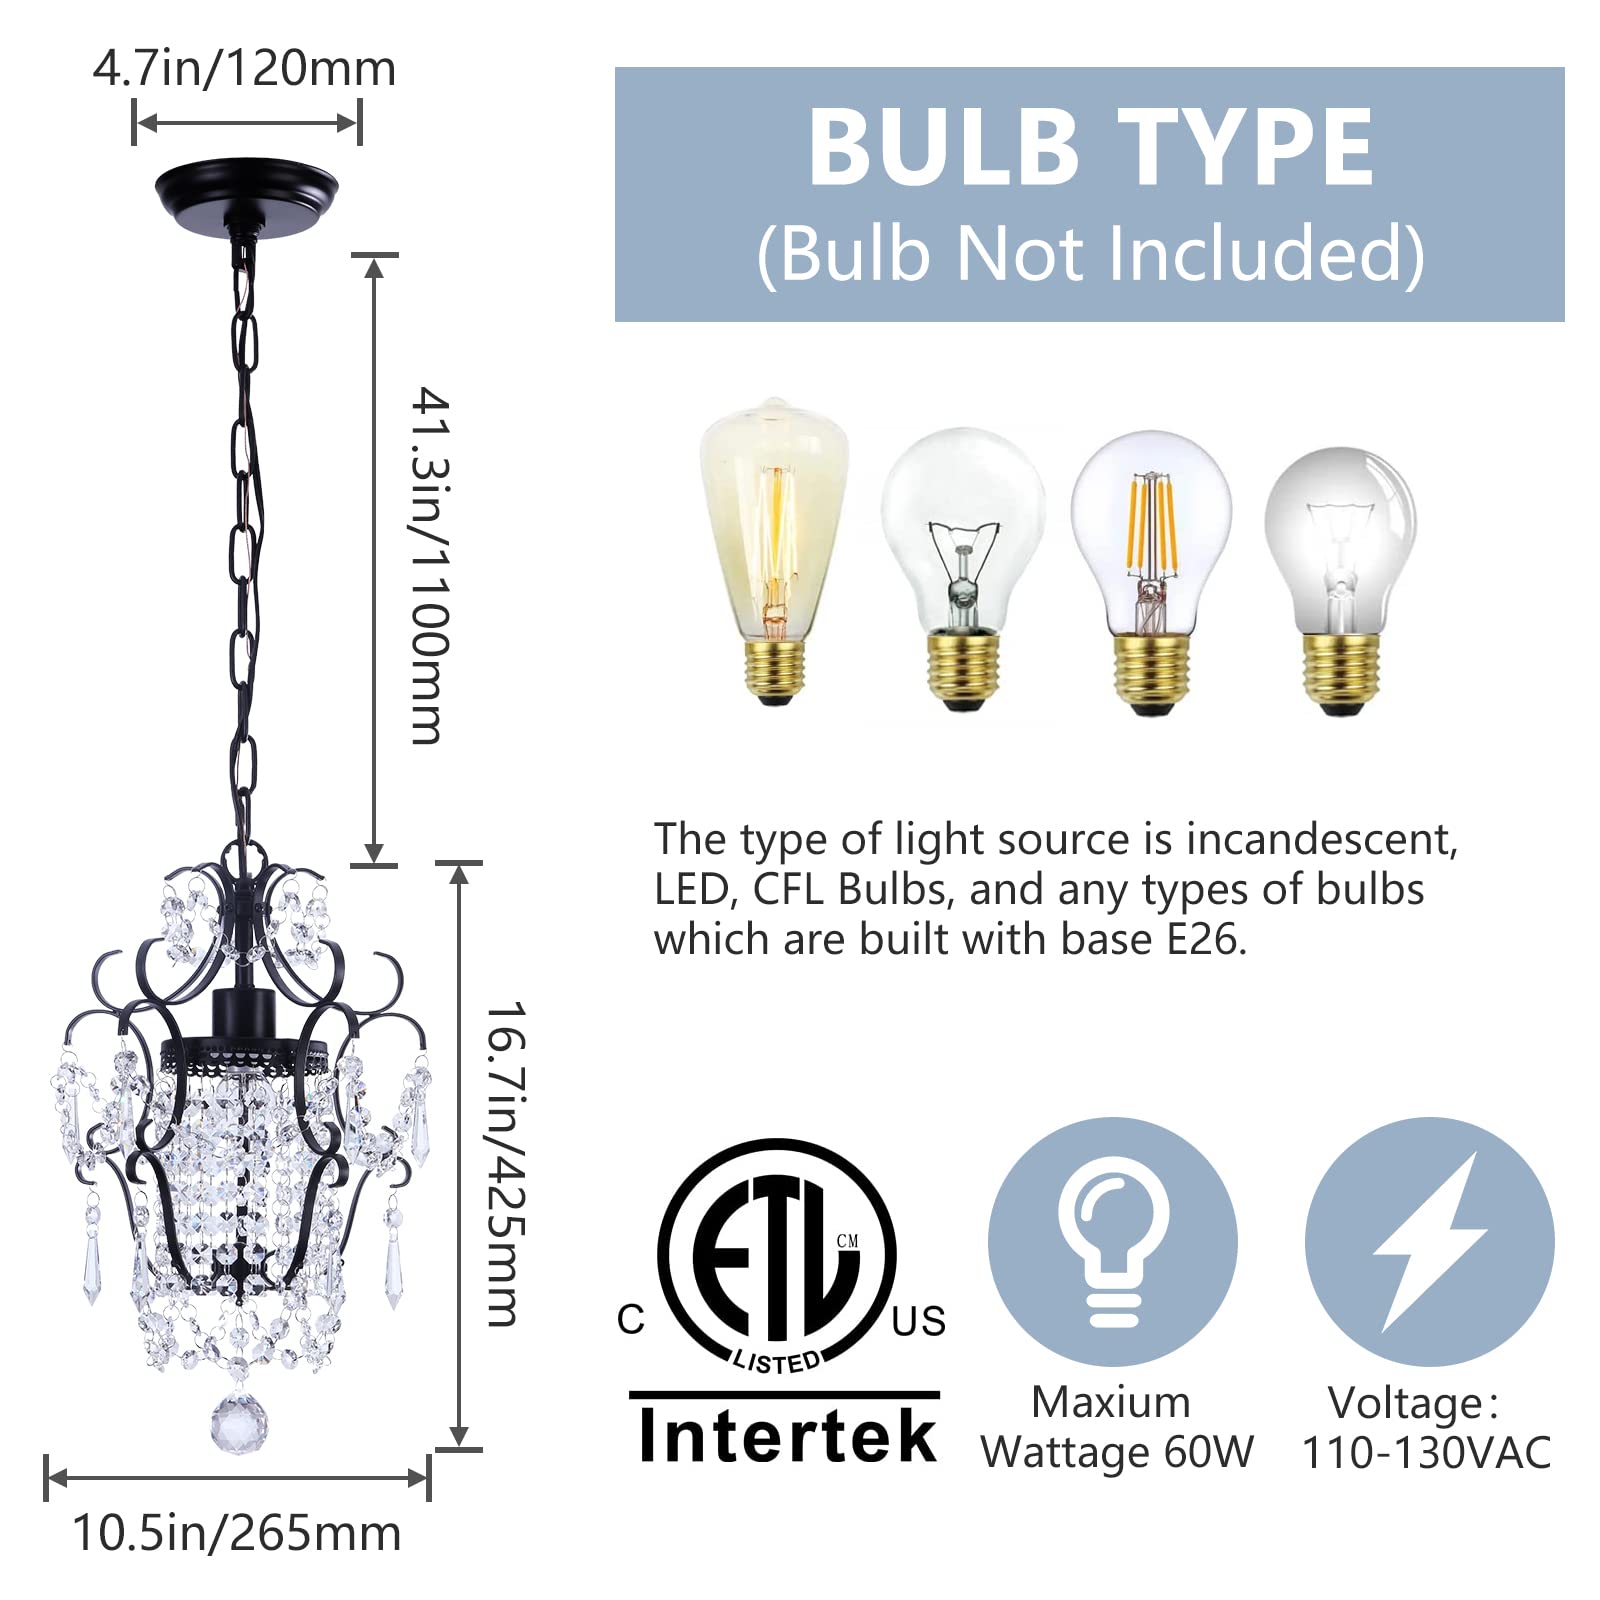 4.7in/120mm
41.3in/1100mm
16.7in/425mm
10.5in/265mm
BULB TYPE
(Bulb Not Included)
The type of light source is incandescent,
LED, CFL Bulbs, and any types of bulbs
which are built with base E26.
ETL CM
C US
LISTED
Intertek
Maxium
Wattage 60W
Voltage:
110-130VAC